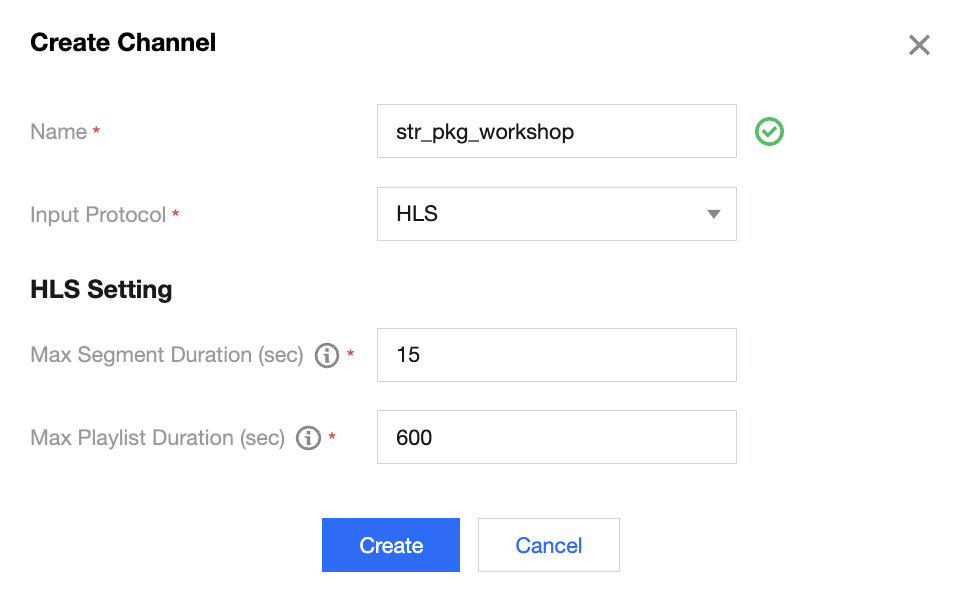 Create Channel
Name *
str_pkg_workshop
Input Protocol *
HLS
HLS Setting
Max Segment Duration (sec) *
15
Max Playlist Duration (sec) *
600
Create
Cancel